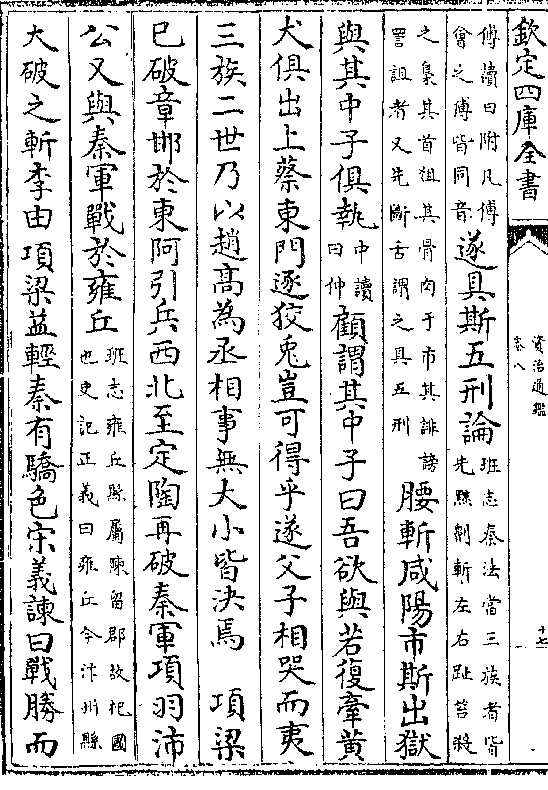 欽定四庫全書
資治通鑑
卷八
十七
傅讀曰附凡傅
會之傅皆同音
遂具斯五刑論
班志秦法當三族者皆
先黥劓斬左右趾笞殺
之梟其首菹其骨肉于市其誹謗
詈詛者又先斷舌謂之具五刑
腰斬咸陽市斯出獄
與其中子俱執
中讀
曰仲
顧謂其中子曰吾欲與若復牽黃
犬俱出上蔡東門逐狡兔豈可得乎遂父子相哭而夷
三族二世乃以趙高為丞相事無大小皆決焉　項梁
已破章邯於東阿引兵西北至定陶再破秦軍項羽沛
公又與秦軍戰於雍丘
班志雍丘縣屬陳留郡故杞國
也史記正義曰雍丘今汴州縣
大破之斬李由項梁益輕秦有驕色宋義諫曰戰勝而